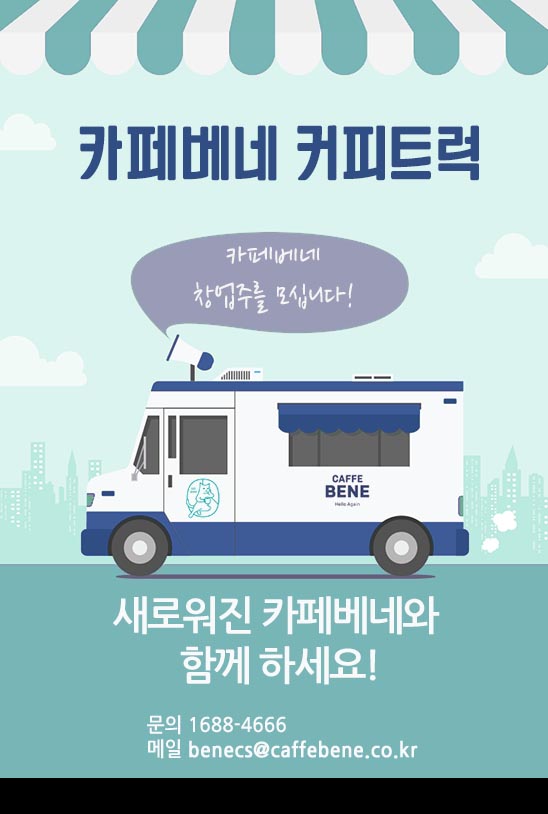 카페베네 커피트럭
카페베네
창업주를 모십니다!
CAFFE
BENE
Hello Again
새로워진 카페베네와
함께 하세요!
문의 1688-4666
메일 benecs@caffebene.co.kr